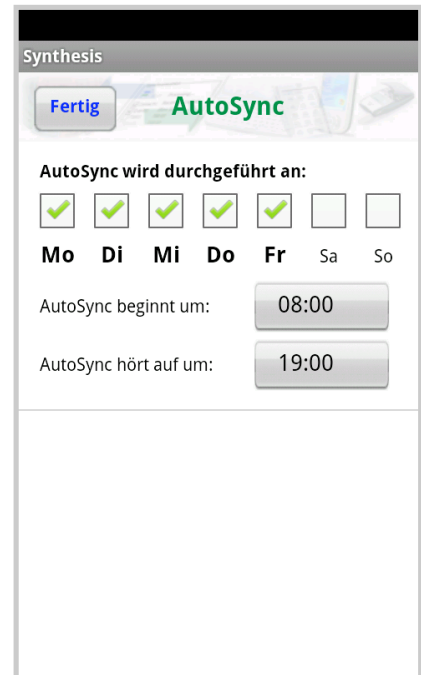 Synthesis
Fertig AutoSync
AutoSync wird durchgeführt an:
Mo Di Mi Do Fr Sa So
AutoSync beginnt um: 08:00
AutoSync hört auf um: 19:00